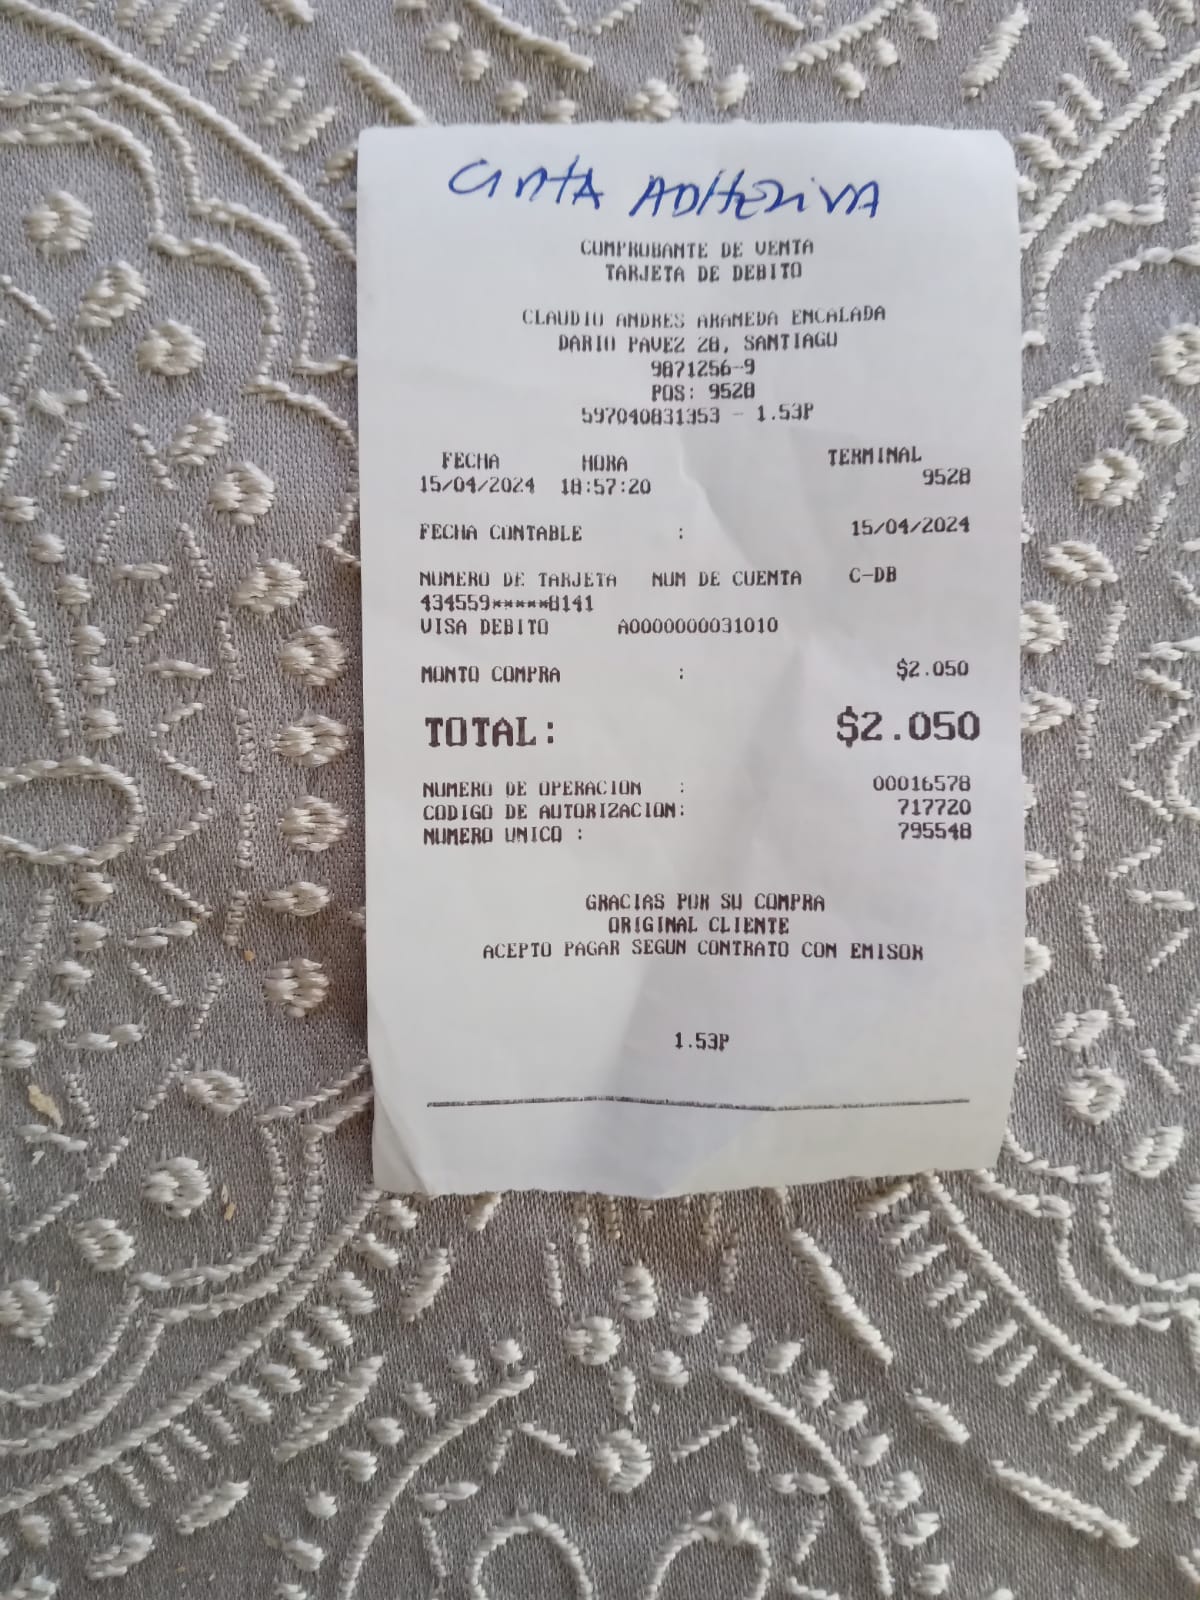 CINTA ADHEZIVA
COMPROBANTE DE VENTA
TARJETA DE DEBITO
CLAUDIO ANDRES ARANEDA ENCALADA
DARIO PAVEZ 28, SANTIAGO
9871256-9
POS: 9528
597040831353 - 1.53P
FECHA HORA TERMINAL
15/04/2024 18:57:20 9528
FECHA CONTABLE : 15/04/2024
NUMERO DE TARJETA NUM DE CUENTA C-DB
434559*****8141
VISA DEBITO A0000000031010
MONTO COMPRA : $2.050
TOTAL: $2.050
NUMERO DE OPERACION : 00016578
CODIGO DE AUTORIZACION: 717720
NUMERO UNICO : 795548
GRACIAS POR SU COMPRA
ORIGINAL CLIENTE
ACEPTO PAGAR SEGUN CONTRATO CON EMISOR
1.53P